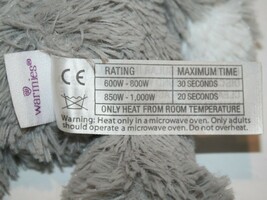 warmies®
CE
RATING MAXIMUM TIME
600W - 800W 30 SECONDS
850W - 1,000W 20 SECONDS
ONLY HEAT FROM ROOM TEMPERATURE
Warning: Heat only in a microwave oven. Only adults
should operate a microwave oven. Do not overheat.